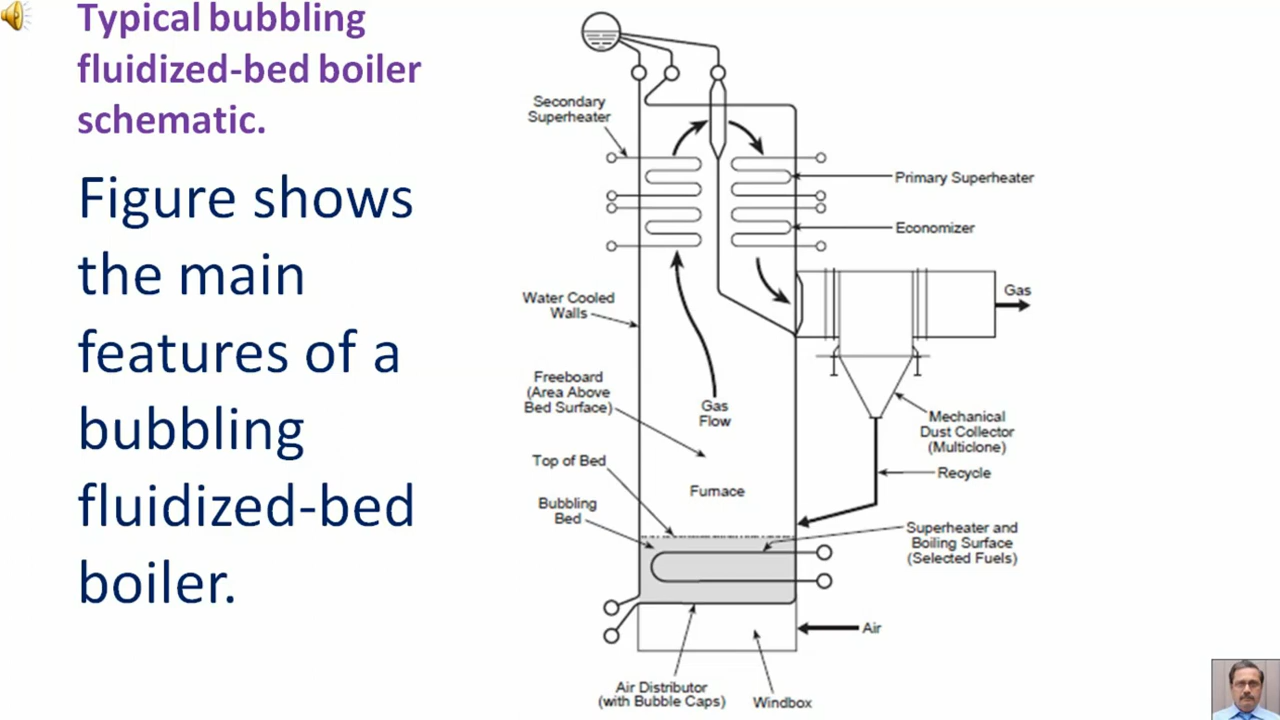 Typical bubbling
fluidized-bed boiler
schematic.
Figure shows
the main
features of a
bubbling
fluidized-bed
boiler.
Secondary
Superheater
Primary Superheater
Economizer
Water Cooled
Walls
Gas
Freeboard
(Area Above
Bed Surface)
Gas
Flow
Mechanical
Dust Collector
(Multiclone)
Top of Bed
Recycle
Furnace
Bubbling
Bed
Superheater and
Boiling Surface
(Selected Fuels)
Air
Air Distributor
(with Bubble Caps)
Windbox